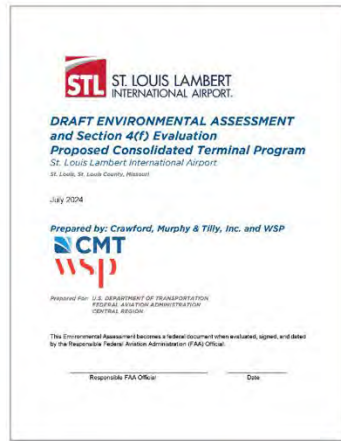 STL ST. LOUIS LAMBERT
INTERNATIONAL AIRPORT.
DRAFT ENVIRONMENTAL ASSESSMENT
and Section 4(f) Evaluation
Proposed Consolidated Terminal Program
St. Louis Lambert International Airport
St. Louis, St. Louis County, Missouri
July 2024
Prepared by: Crawford, Murphy & Tilly, Inc. and WSP
CMT
wsp
Prepared For: U.S. DEPARTMENT OF TRANSPORTATION
FEDERAL AVIATION ADMINISTRATION
CENTRAL REGION
This Environmental Assessment becomes a federal document when evaluated, signed, and dated
by the Responsible Federal Aviation Administration (FAA) Official.
Responsible FAA Official Date